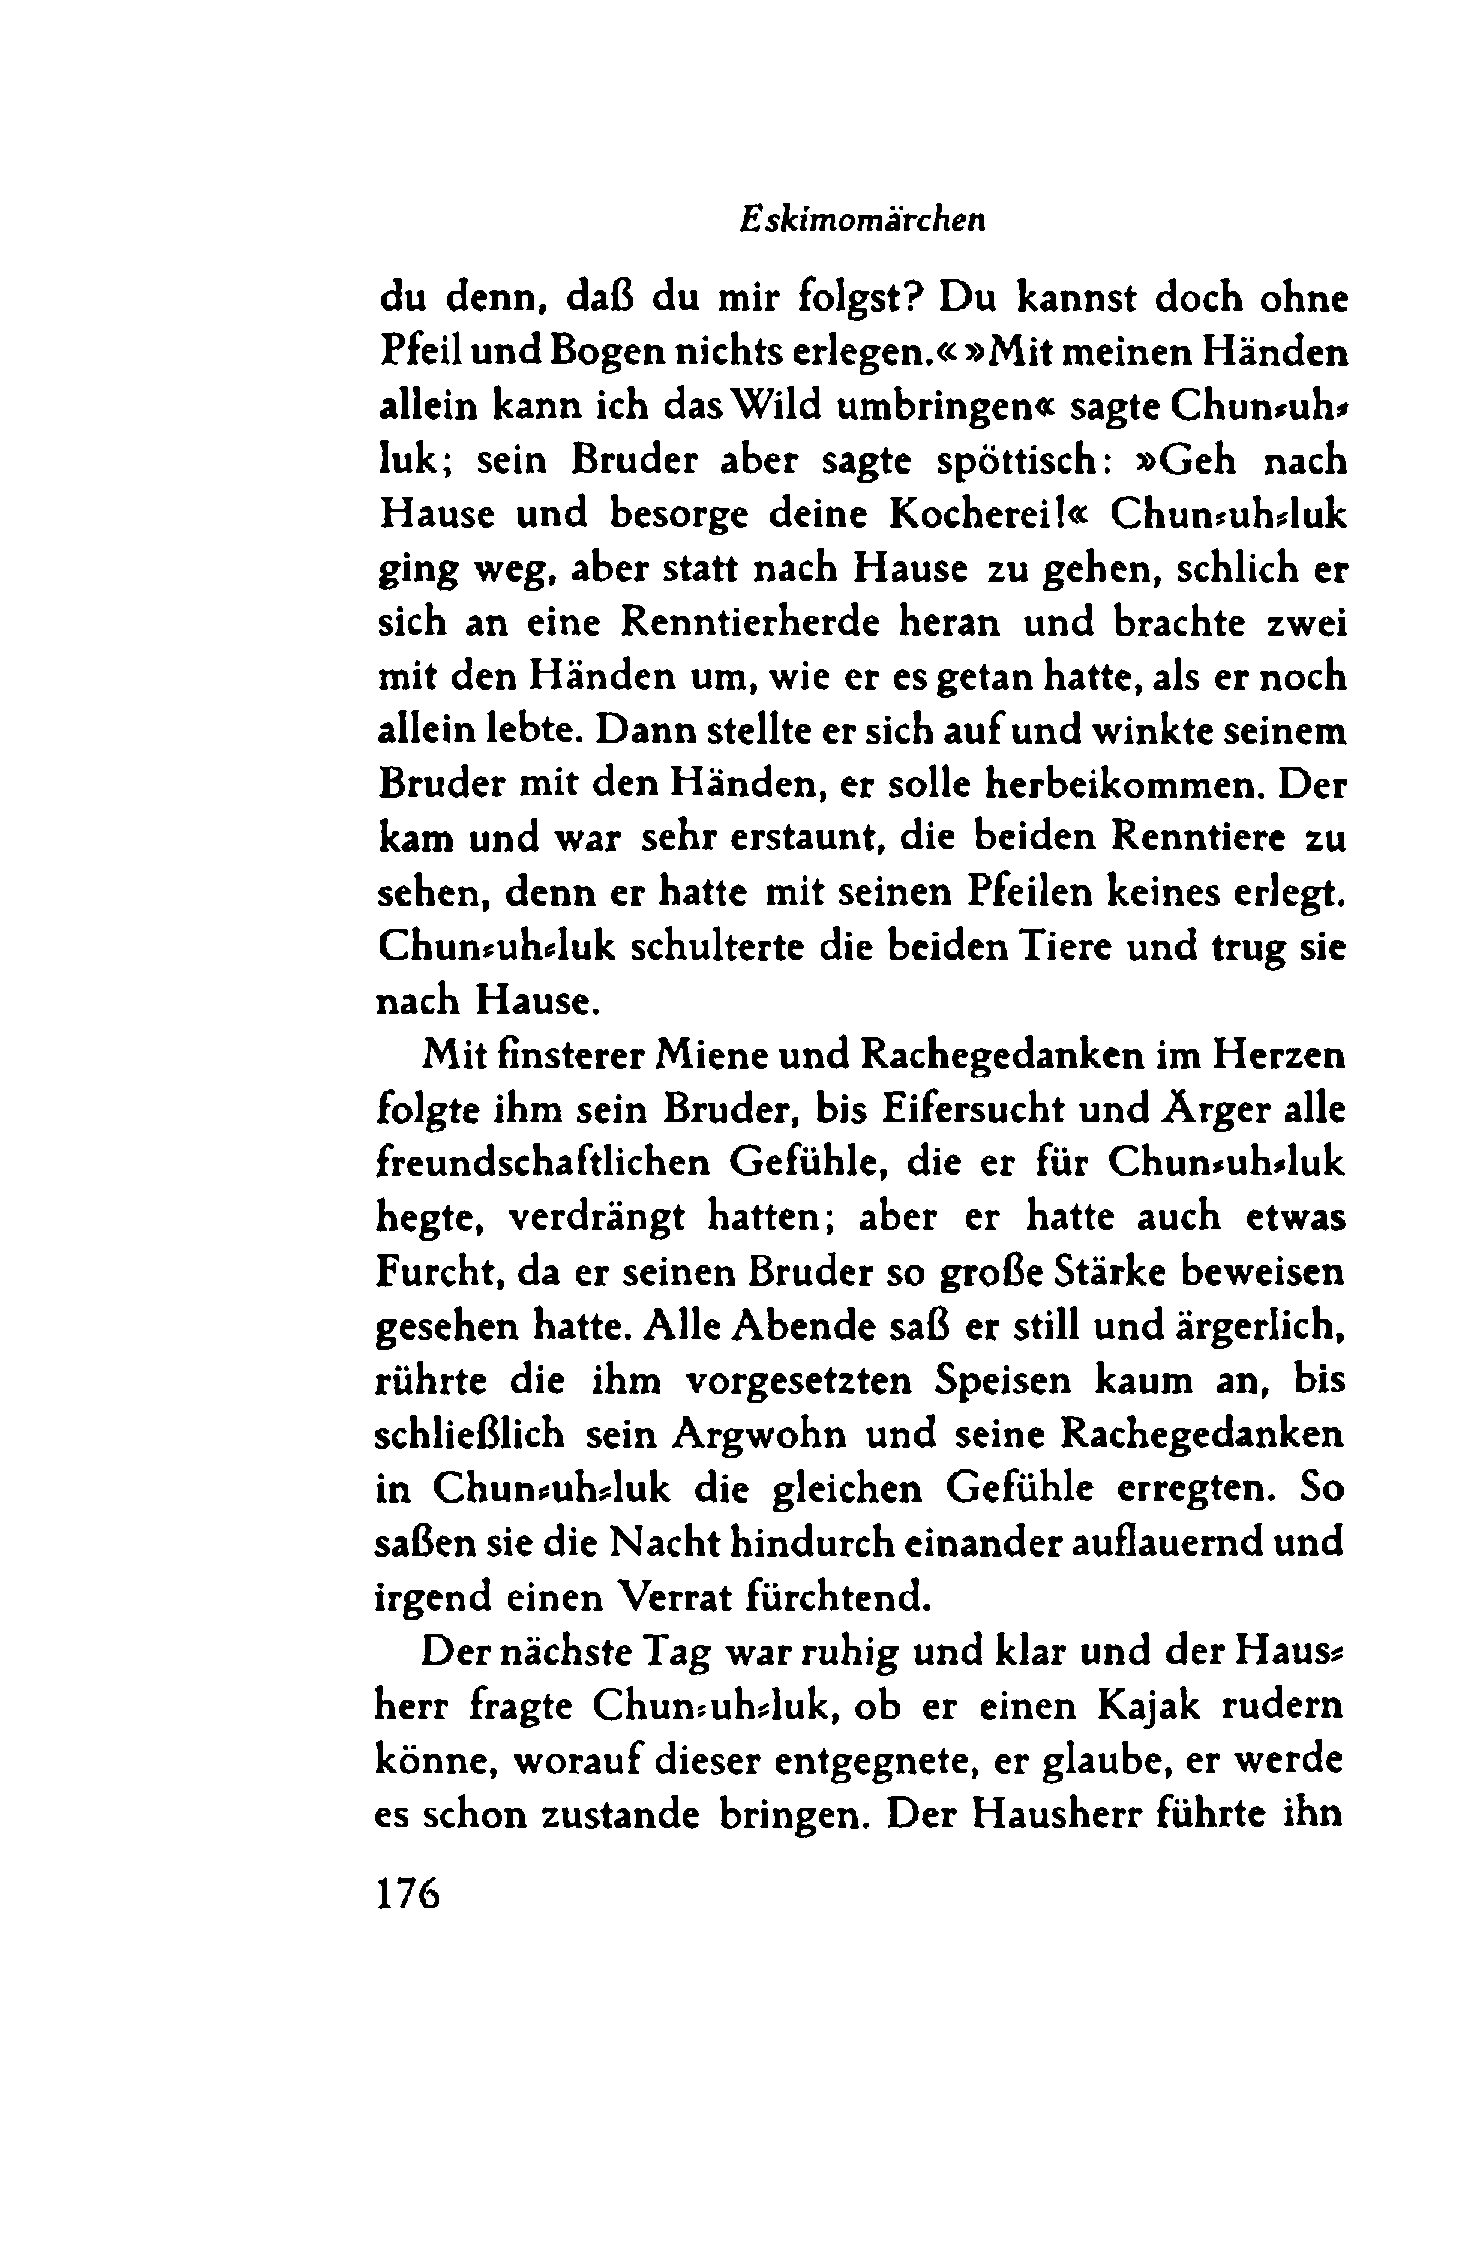 Eskimomärchen
du denn, daß du mir folgst? Du kannst doch ohne
Pfeil und Bogen nichts erlegen.« »Mit meinen Händen
allein kann ich das Wild umbringen« sagte Chun-uh-
luk; sein Bruder aber sagte spöttisch: »Geh nach
Hause und besorge deine Kocherei!« Chun-uh-luk
ging weg, aber statt nach Hause zu gehen, schlich er
sich an eine Renntierherde heran und brachte zwei
mit den Händen um, wie er es getan hatte, als er noch
allein lebte. Dann stellte er sich auf und winkte seinem
Bruder mit den Händen, er solle herbeikommen. Der
kam und war sehr erstaunt, die beiden Renntiere zu
sehen, denn er hatte mit seinen Pfeilen keines erlegt.
Chun-uh-luk schulterte die beiden Tiere und trug sie
nach Hause.
Mit finsterer Miene und Rachegedanken im Herzen
folgte ihm sein Bruder, bis Eifersucht und Ärger alle
freundschaftlichen Gefühle, die er für Chun-uh-luk
hegte, verdrängt hatten; aber er hatte auch etwas
Furcht, da er seinen Bruder so große Stärke beweisen
gesehen hatte. Alle Abende saß er still und ärgerlich,
rührte die ihm vorgesetzten Speisen kaum an, bis
schließlich sein Argwohn und seine Rachegedanken
in Chun-uh-luk die gleichen Gefühle erregten. So
saßen sie die Nacht hindurch einander auflauernd und
irgend einen Verrat fürchtend.
Der nächste Tag war ruhig und klar und der Haus-
herr fragte Chun-uh-luk, ob er einen Kajak rudern
könne, worauf dieser entgegnete, er glaube, er werde
es schon zustande bringen. Der Hausherr führte ihn
176